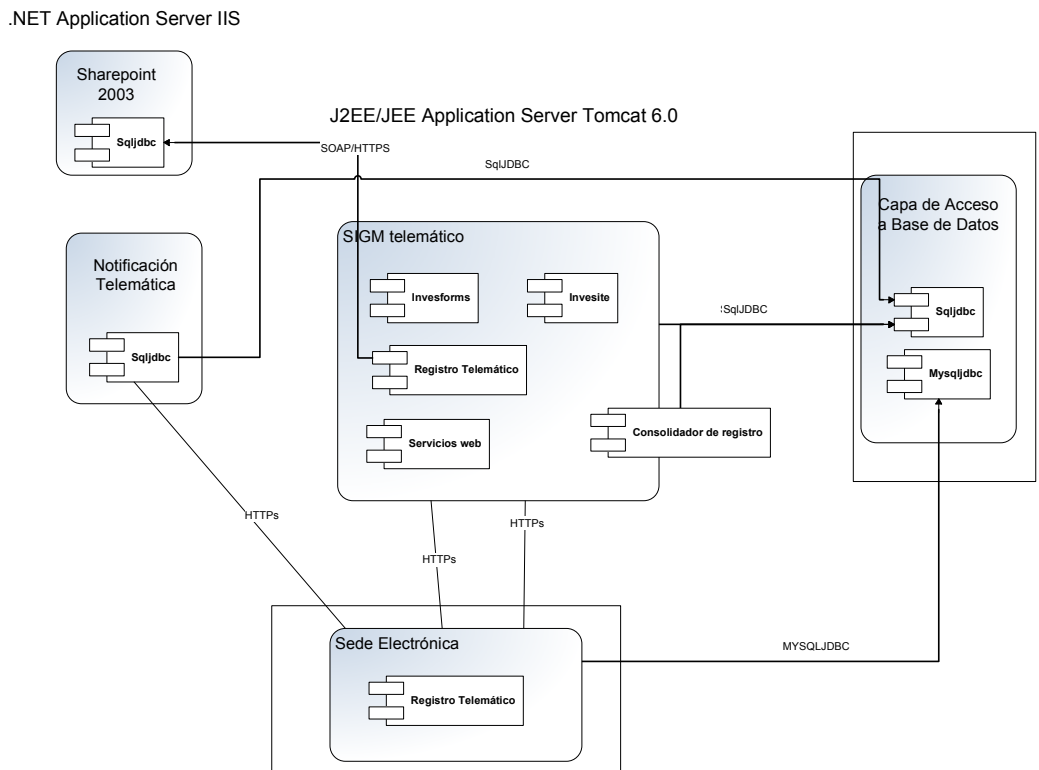 .NET Application Server IIS
Sharepoint
2003
Sqljdbc
J2EE/JEE Application Server Tomcat 6.0
SOAP/HTTPS
SqlJDBC
Capa de Acceso
a Base de Datos
Sqljdbc
Mysqljdbc
Notificación
Telemática
Sqljdbc
SIGM telemático
Invesforms
Invesite
Registro Telemático
Servicios web
Consolidador de registro
SqlJDBC
HTTPs
HTTPs
HTTPs
Sede Electrónica
Registro Telemático
MYSQLJDBC